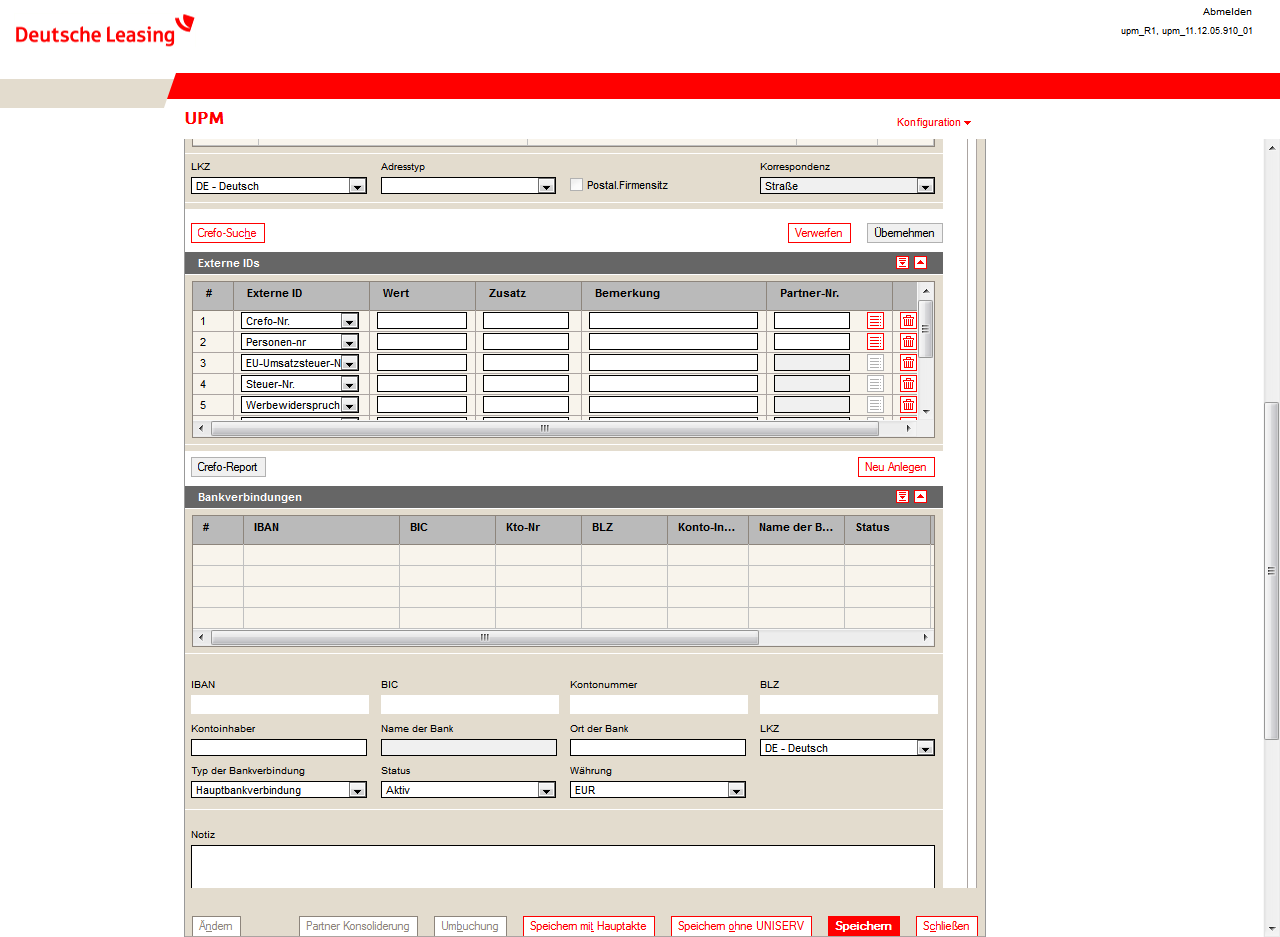 Deutsche Leasing
Abmelden
upm_R1, upm_11.12.05.910_01
UPM
Konfiguration
LKZ Adresstyp Korrespondenz
DE - Deutsch Postal.Firmensitz Straße
Crefo-Suche Verwerfen Übernehmen
Externe IDs
# Externe ID Wert Zusatz Bemerkung Partner-Nr.
1 Crefo-Nr.
2 Personen-nr
3 EU-Umsatzsteuer-N
4 Steuer-Nr.
5 Werbewiderspruch
Crefo-Report Neu Anlegen
Bankverbindungen
# IBAN BIC Kto-Nr BLZ Konto-In... Name der B... Status
IBAN BIC Kontonummer BLZ
Kontoinhaber Name der Bank Ort der Bank LKZ
DE - Deutsch
Typ der Bankverbindung Status Währung
Hauptbankverbindung Aktiv EUR
Notiz
Ändern Partner Konsolidierung Umbuchung Speichern mit Hauptakte Speichern ohne UNISERV Speichern Schließen